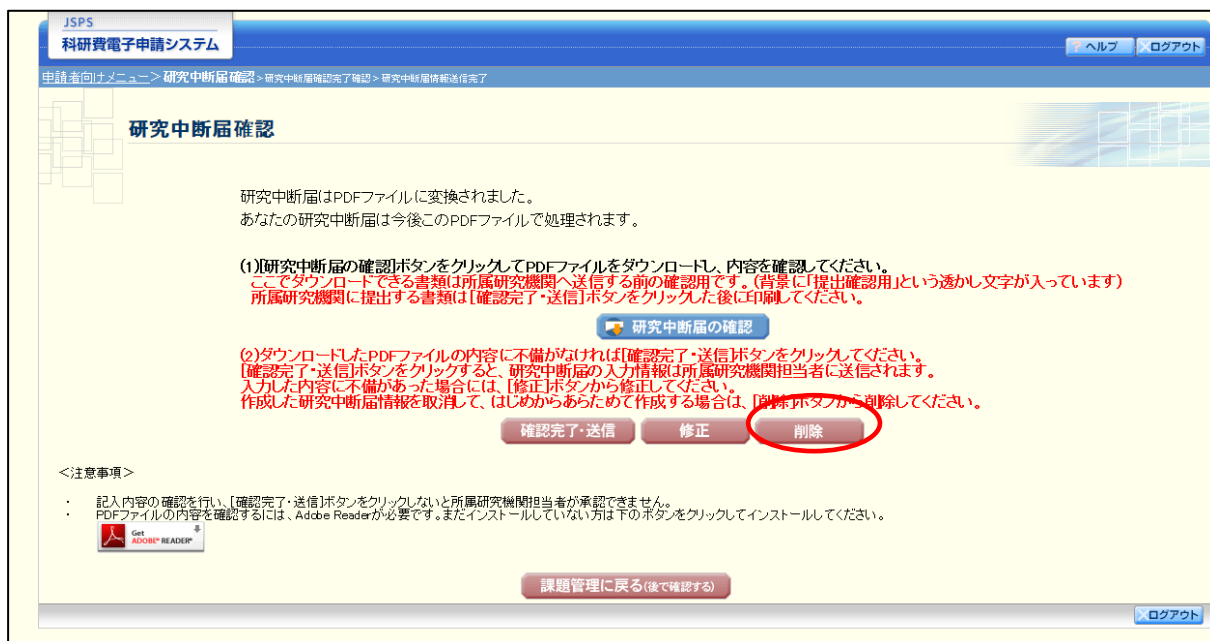 JSPS
科研費電子申請システム
ヘルプ
ログアウト
申請者向けメニュー>研究中断届確認>研究中断届確認完了確認>研究中断届情報送信完了
研究中断届確認
研究中断届はPDFファイルに変換されました。
あなたの研究中断届は今後このPDFファイルで処理されます。
(1)[研究中断届の確認]ボタンをクリックしてPDFファイルをダウンロードし、内容を確認してください。
ここでダウンロードできる書類は所属研究機関へ送信する前の確認用です。(背景に「提出確認用」という透かし文字が入っています)
所属研究機関に提出する書類は[確認完了・送信]ボタンをクリックした後に印刷してください。
研究中断届の確認
(2)ダウンロードしたPDFファイルの内容に不備がなければ[確認完了・送信]ボタンをクリックしてください。
[確認完了・送信]ボタンをクリックすると、研究中断届の入力情報は所属研究機関担当者に送信されます。
入力した内容に不備があった場合には、[修正]ボタンから修正してください。
作成した研究中断届情報を取消して、はじめからあらためて作成する場合は、[削除]ボタンから削除してください。
確認完了・送信
修正
削除
<注意事項>
・ 記入内容の確認を行い、[確認完了・送信]ボタンをクリックしないと所属研究機関担当者が承認できません。
・ PDFファイルの内容を確認するには、Adobe Readerが必要です。まだインストールしていない方は下のボタンをクリックしてインストールしてください。
Get
ADOBE® READER®
課題管理に戻る(後で確認する)
ログアウト